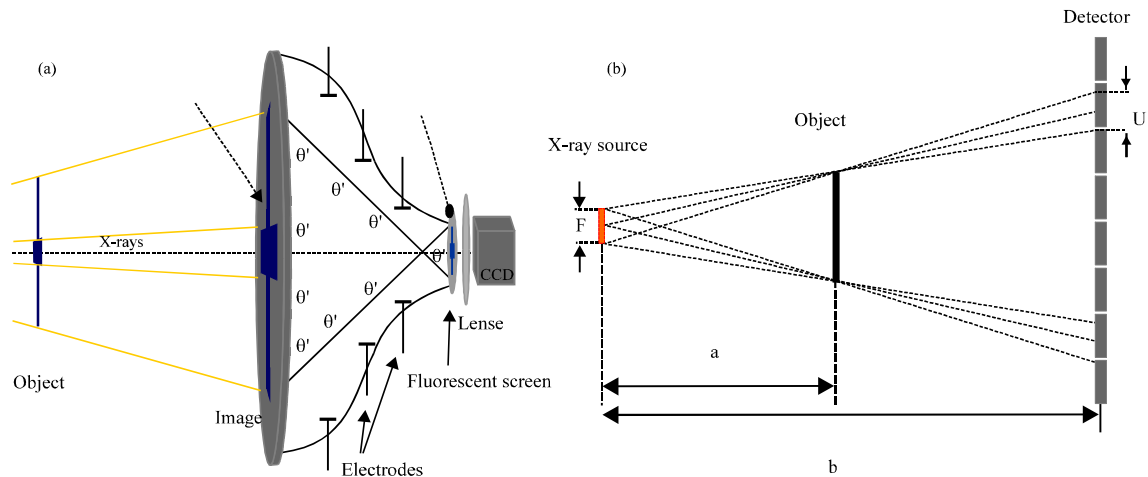 (a)
θ'
θ'
θ'
θ'
X-rays
θ'
θ'
CCD
θ'
θ'
θ'
Lense
Object
Fluorescent screen
Image
Electrodes
Detector
(b)
Object
U
X-ray source
F
a
b